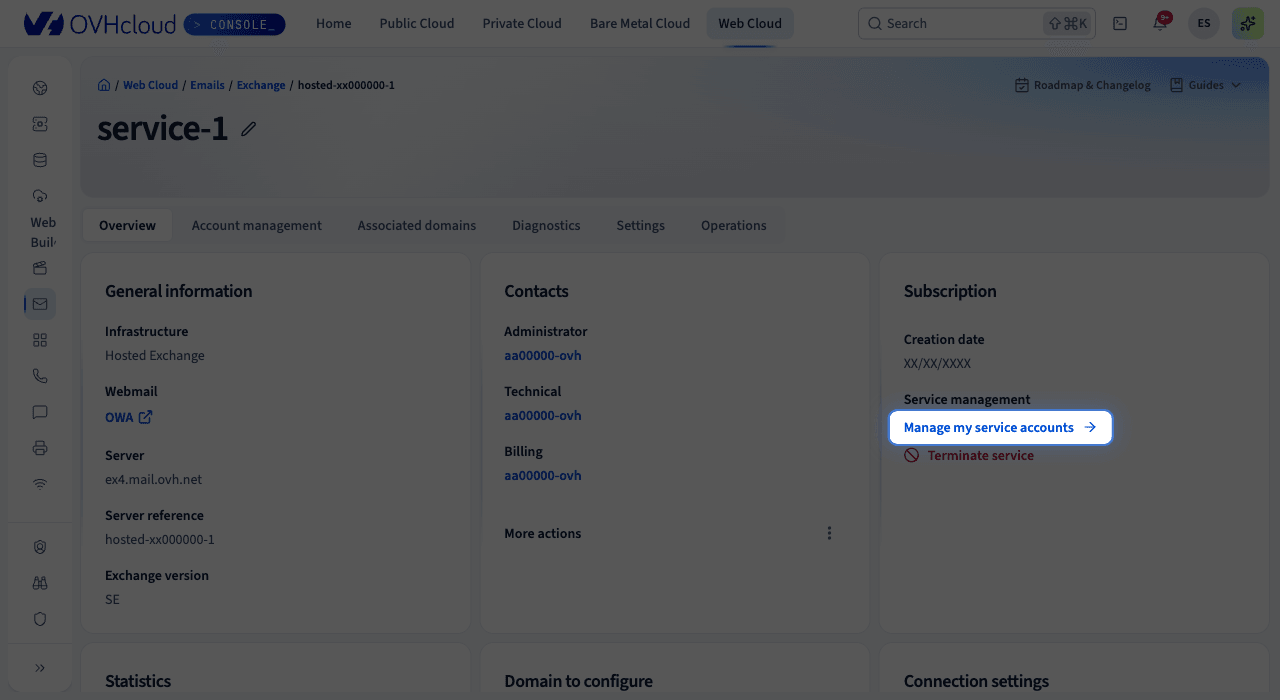 OVHcloud > CONSOLE_ Home Public Cloud Private Cloud Bare Metal Cloud Web Cloud Search ⇧⌘K 9+ ES
/ Web Cloud / Emails / Exchange / hosted-xx000000-1
Roadmap & Changelog Guides
service-1
Web
Overview Account management Associated domains Diagnostics Settings Operations
General information
Infrastructure
Hosted Exchange
Webmail
OWA
Server
ex4.mail.ovh.net
Server reference
hosted-xx000000-1
Exchange version
SE
Contacts
Administrator
aa00000-ovh
Technical
aa00000-ovh
Billing
aa00000-ovh
More actions
Subscription
Creation date
XX/XX/XXXX
Service management
Manage my service accounts →
Terminate service
Statistics
Domain to configure
Connection settings